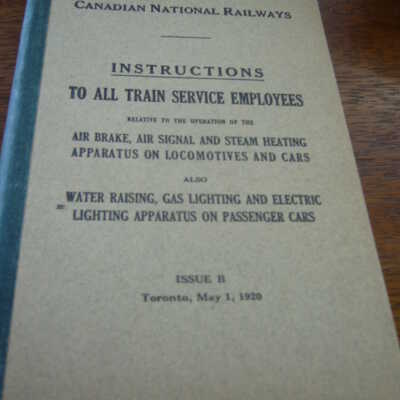 CANADIAN NATIONAL RAILWAYS
INSTRUCTIONS
TO ALL TRAIN SERVICE EMPLOYEES
RELATIVE TO THE OPERATION OF THE
AIR BRAKE, AIR SIGNAL AND STEAM HEATING
APPARATUS ON LOCOMOTIVES AND CARS
ALSO
WATER RAISING, GAS LIGHTING AND ELECTRIC
LIGHTING APPARATUS ON PASSENGER CARS
ISSUE B
Toronto, May 1, 1920